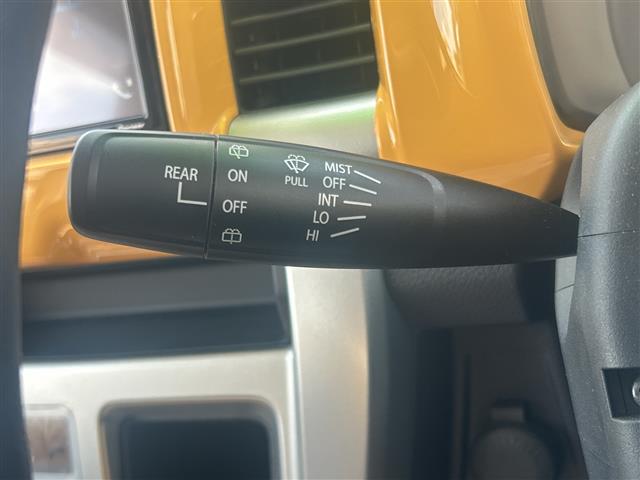 REAR
ON
OFF
PULL
MIST
OFF
INT
LO
HI